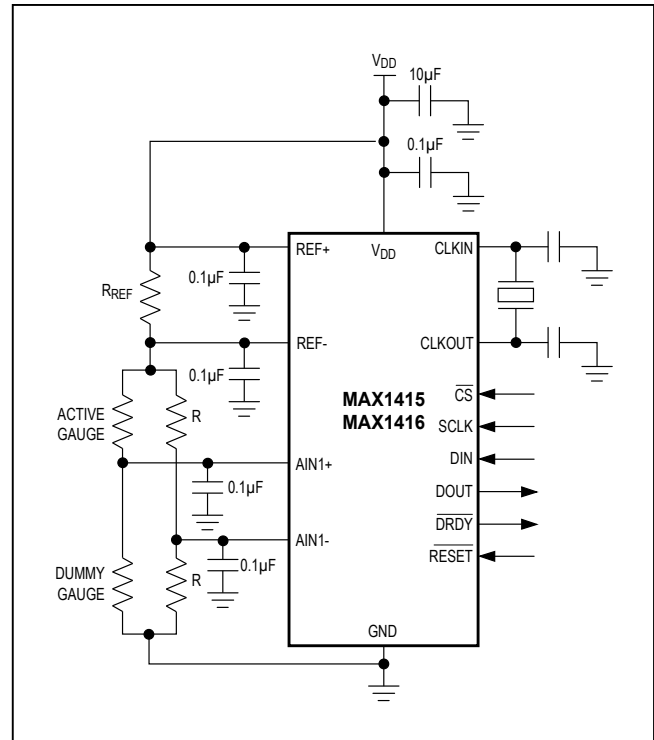 VDD
10µF
0.1µF
REF+
VDD
CLKIN
0.1µF
RREF
REF-
CLKOUT
0.1µF
MAX1415
MAX1416
CS
ACTIVE
GAUGE
R
SCLK
DIN
AIN1+
0.1µF
DOUT
DRDY
AIN1-
RESET
0.1µF
DUMMY
GAUGE
R
GND